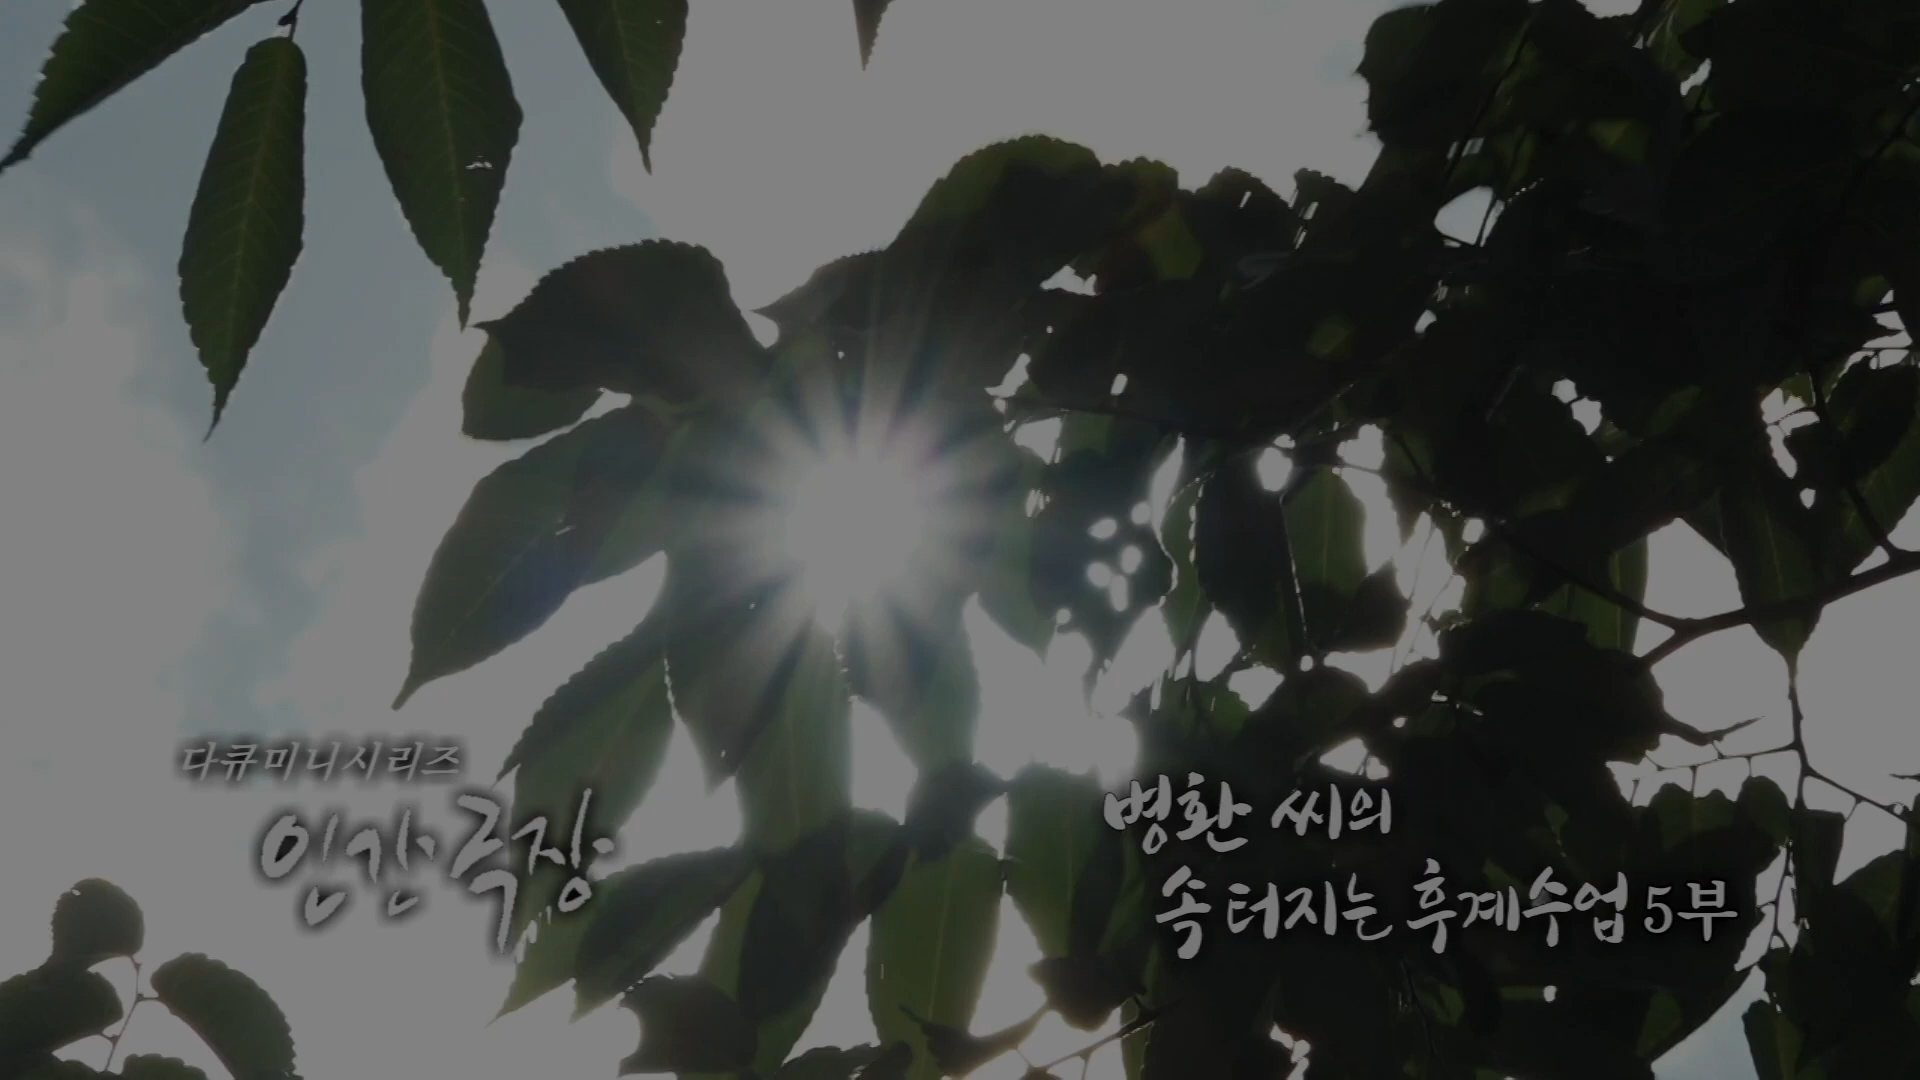 다큐미니시리즈
인간극장
병환 씨의
속 터지는 후계수업 5부